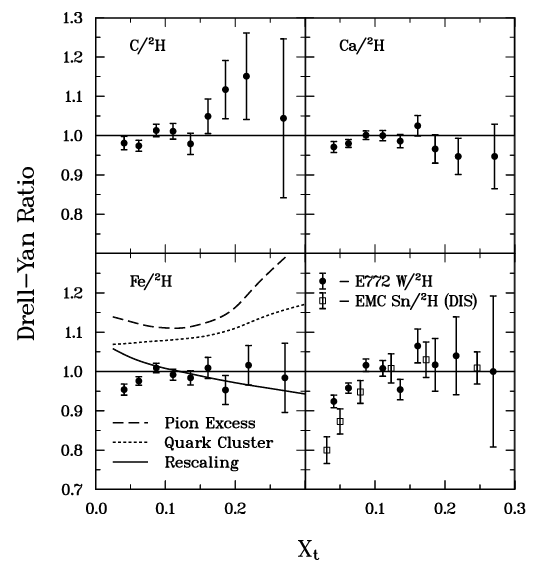 1.3
C/²H
Ca/²H
1.2
1.1
1.0
0.9
0.8
Drell−Yan Ratio
Fe/²H
− E772 W/²H
− EMC Sn/²H (DIS)
1.2
1.1
1.0
0.9
Pion Excess
Quark Cluster
0.8
Rescaling
0.7
0.0 0.1 0.2 0.1 0.2 0.3
Xt